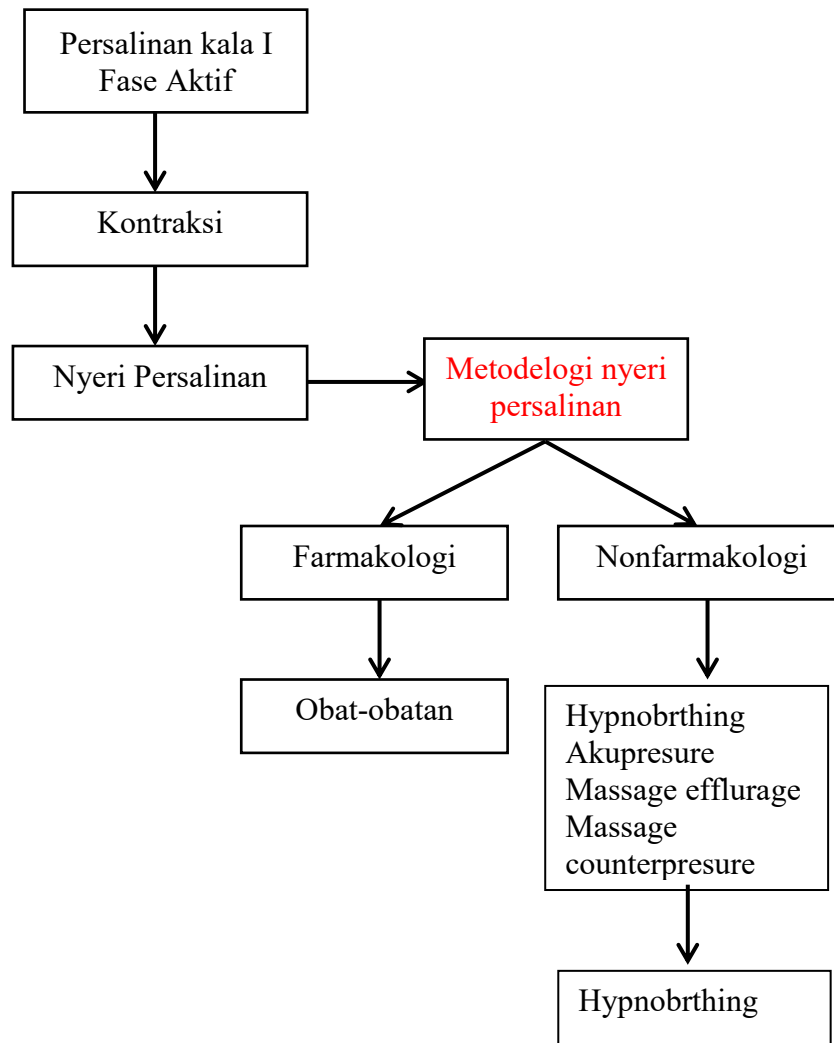 Persalinan kala I
Fase Aktif
Kontraksi
Nyeri Persalinan
Metodelogi nyeri
persalinan
Farmakologi
Nonfarmakologi
Obat-obatan
Hypnobrthing
Akupresure
Massage efflurage
Massage
counterpresure
Hypnobrthing